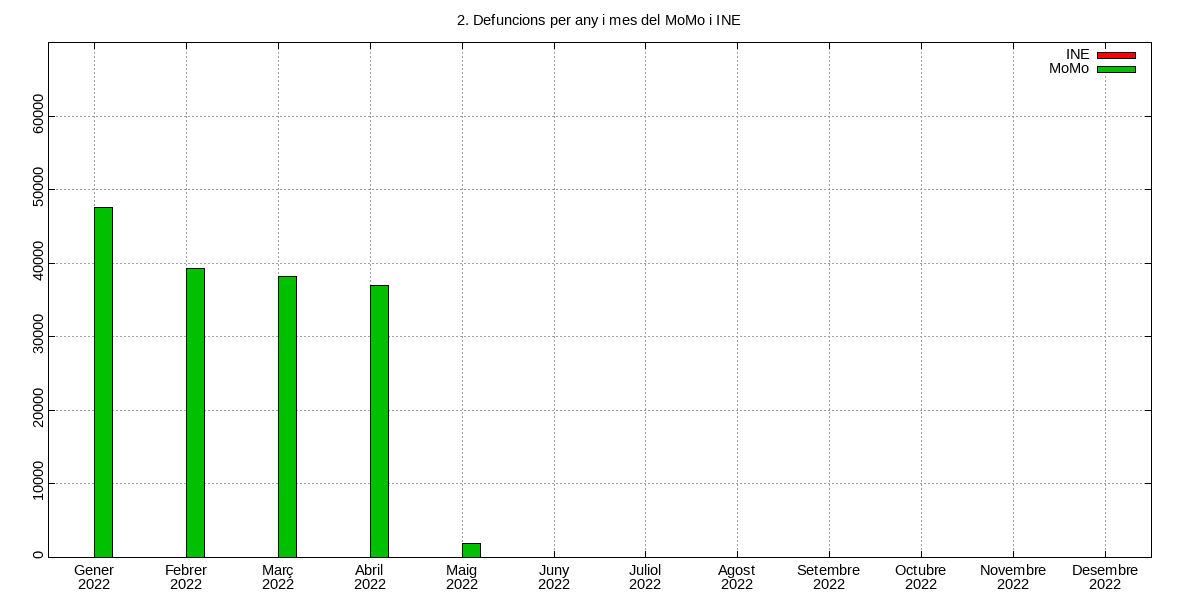 2. Defuncions per any i mes del MoMo i INE
INE
MoMo
60000
50000
40000
30000
20000
10000
0
Gener Febrer Març Abril Maig Juny Juliol Agost Setembre Octubre Novembre Desembre
2022 2022 2022 2022 2022 2022 2022 2022 2022 2022 2022 2022